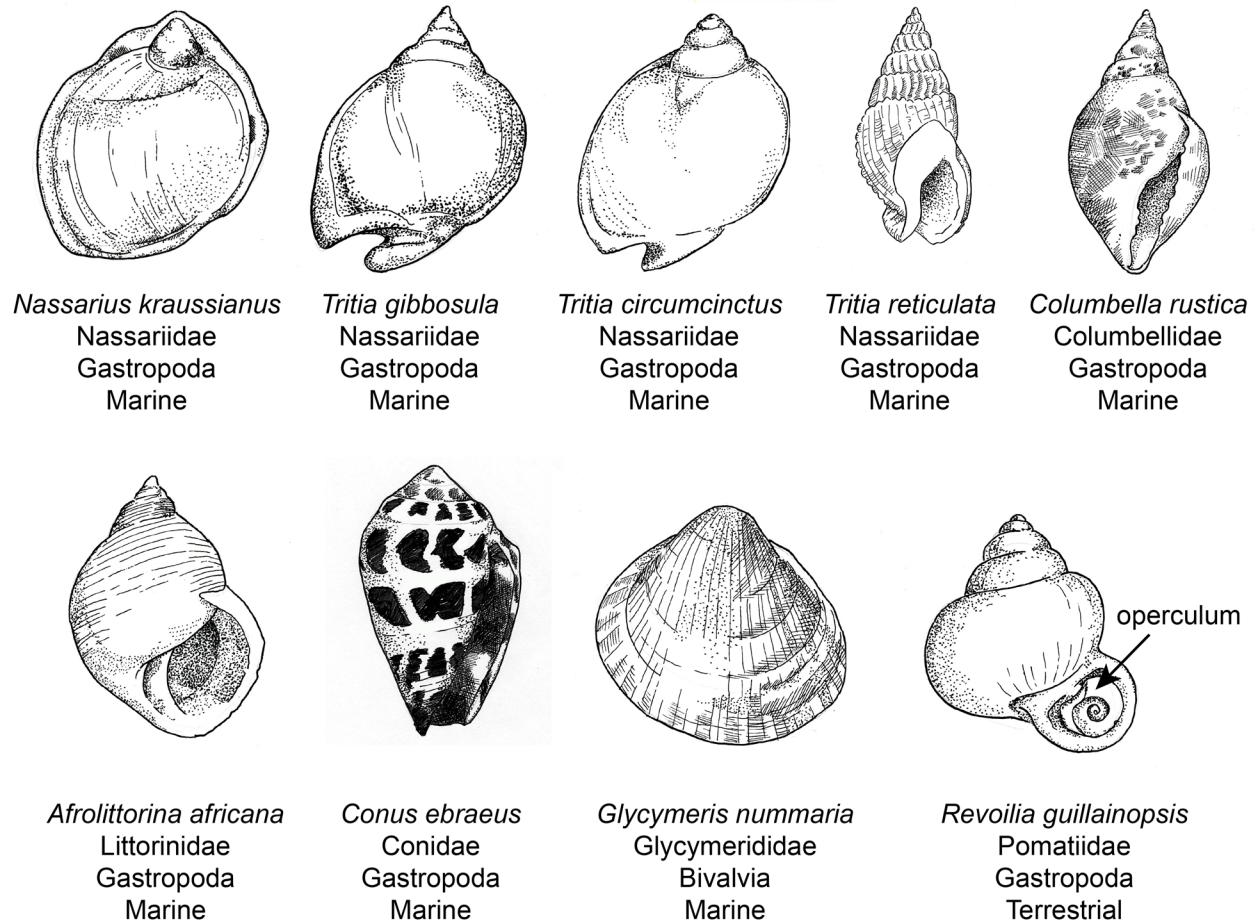 Nassarius kraussianus
Nassariidae
Gastropoda
Marine
Tritia gibbosula
Nassariidae
Gastropoda
Marine
Tritia circumcinctus
Nassariidae
Gastropoda
Marine
Tritia reticulata
Nassariidae
Gastropoda
Marine
Columbella rustica
Columbellidae
Gastropoda
Marine
operculum
Afrolittorina africana
Littorinidae
Gastropoda
Marine
Conus ebraeus
Conidae
Gastropoda
Marine
Glycymeris nummaria
Glycymerididae
Bivalvia
Marine
Revoilia guillainopsis
Pomatiidae
Gastropoda
Terrestrial